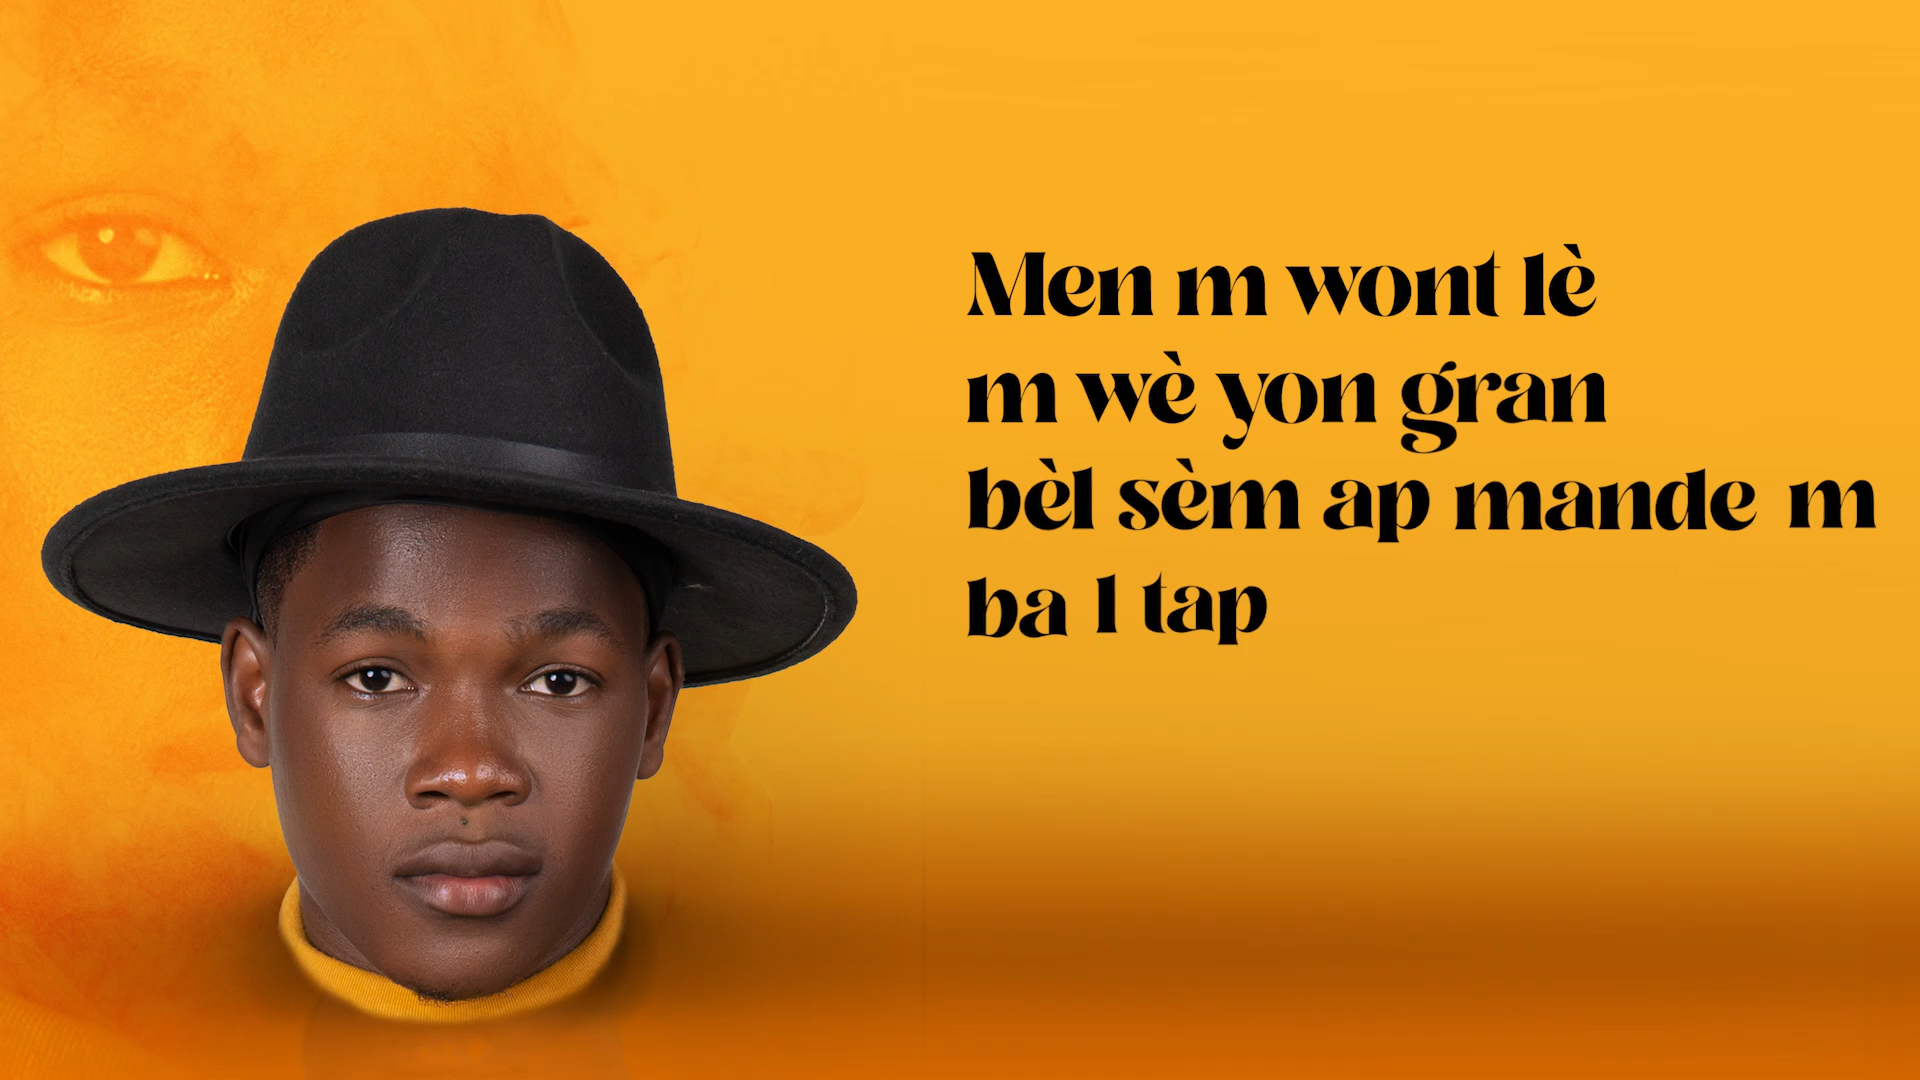 Men m wont lè
m wè yon gran
bèl sèm ap mande m
ba l tap